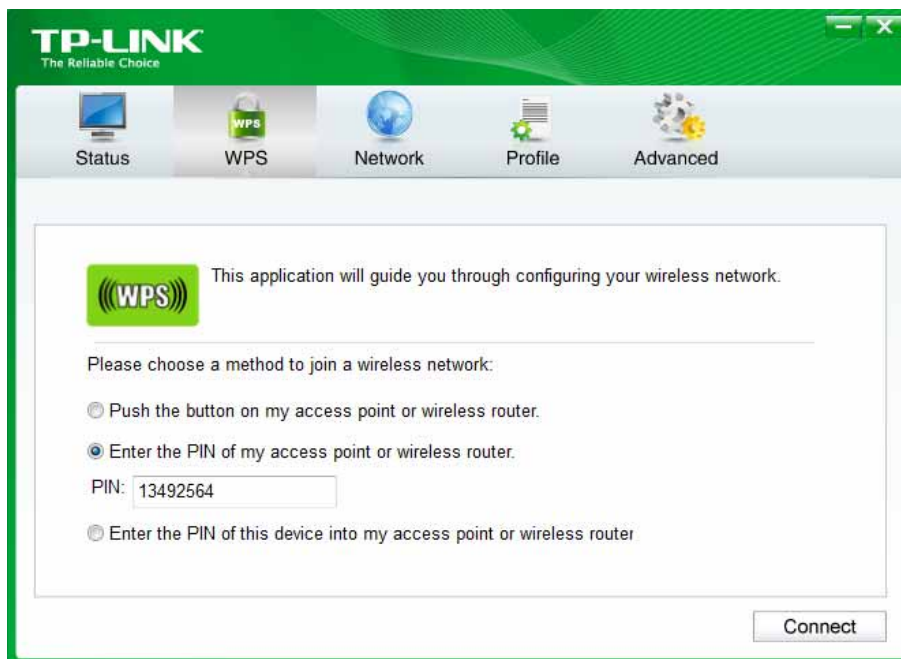 TP-LINK
The Reliable Choice
Status WPS Network Profile Advanced
WPS
(((WPS))) This application will guide you through configuring your wireless network.
Please choose a method to join a wireless network:
Push the button on my access point or wireless router.
Enter the PIN of my access point or wireless router.
PIN: 13492564
Enter the PIN of this device into my access point or wireless router
Connect